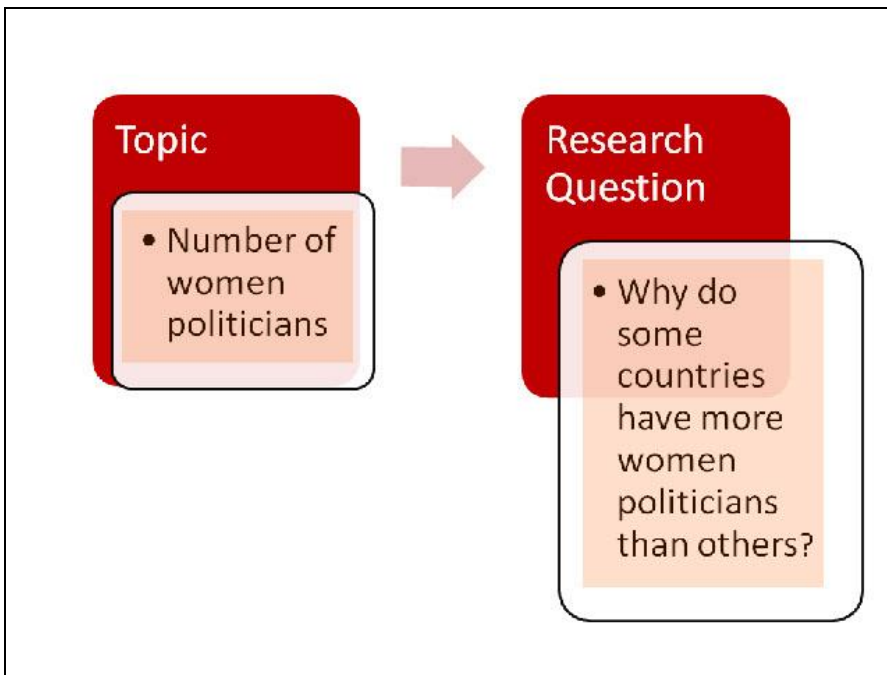 Topic
• Number of
women
politicians
Research
Question
• Why do
some
countries
have more
women
politicians
than others?